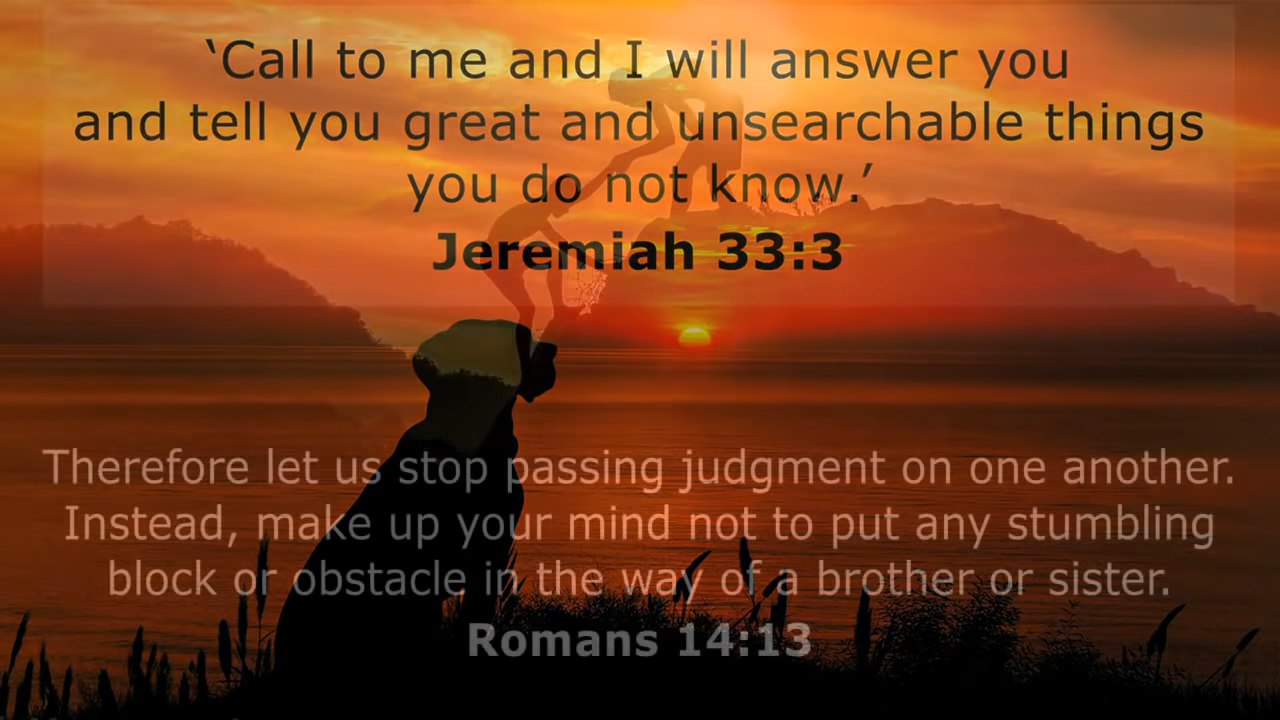 ‘Call to me and I will answer you
and tell you great and unsearchable things
you do not know.’
Jeremiah 33:3
Therefore let us stop passing judgment on one another.
Instead, make up your mind not to put any stumbling
block or obstacle in the way of a brother or sister.
Romans 14:13